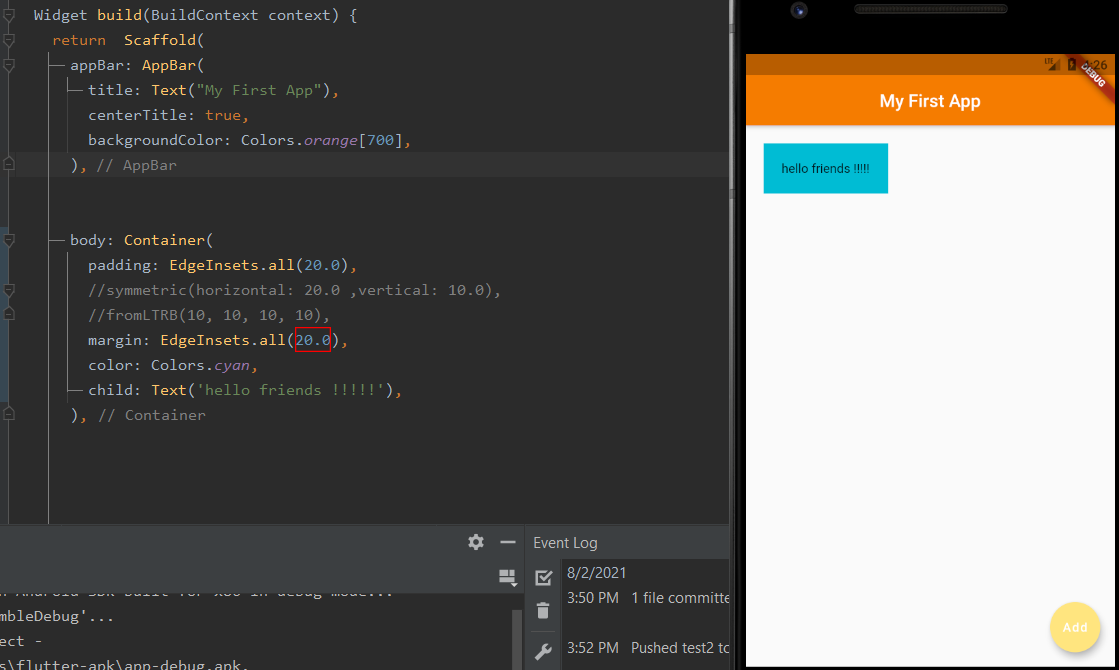 Widget build(BuildContext context) {
return Scaffold(
appBar: AppBar(
title: Text("My First App"),
centerTitle: true,
backgroundColor: Colors.orange[700],
), // AppBar
body: Container(
padding: EdgeInsets.all(20.0),
//symmetric(horizontal: 20.0 ,vertical: 10.0),
//fromLTRB(10, 10, 10, 10),
margin: EdgeInsets.all(20.0),
color: Colors.cyan,
child: Text('hello friends !!!!!'),
), // Container
mbleDebug'...
ect -
s\flutter-apk\app-debug.apk.
Event Log
8/2/2021
3:50 PM 1 file committe
3:52 PM Pushed test2 to
LTE 4:26
DEBUG
My First App
hello friends !!!!!
Add